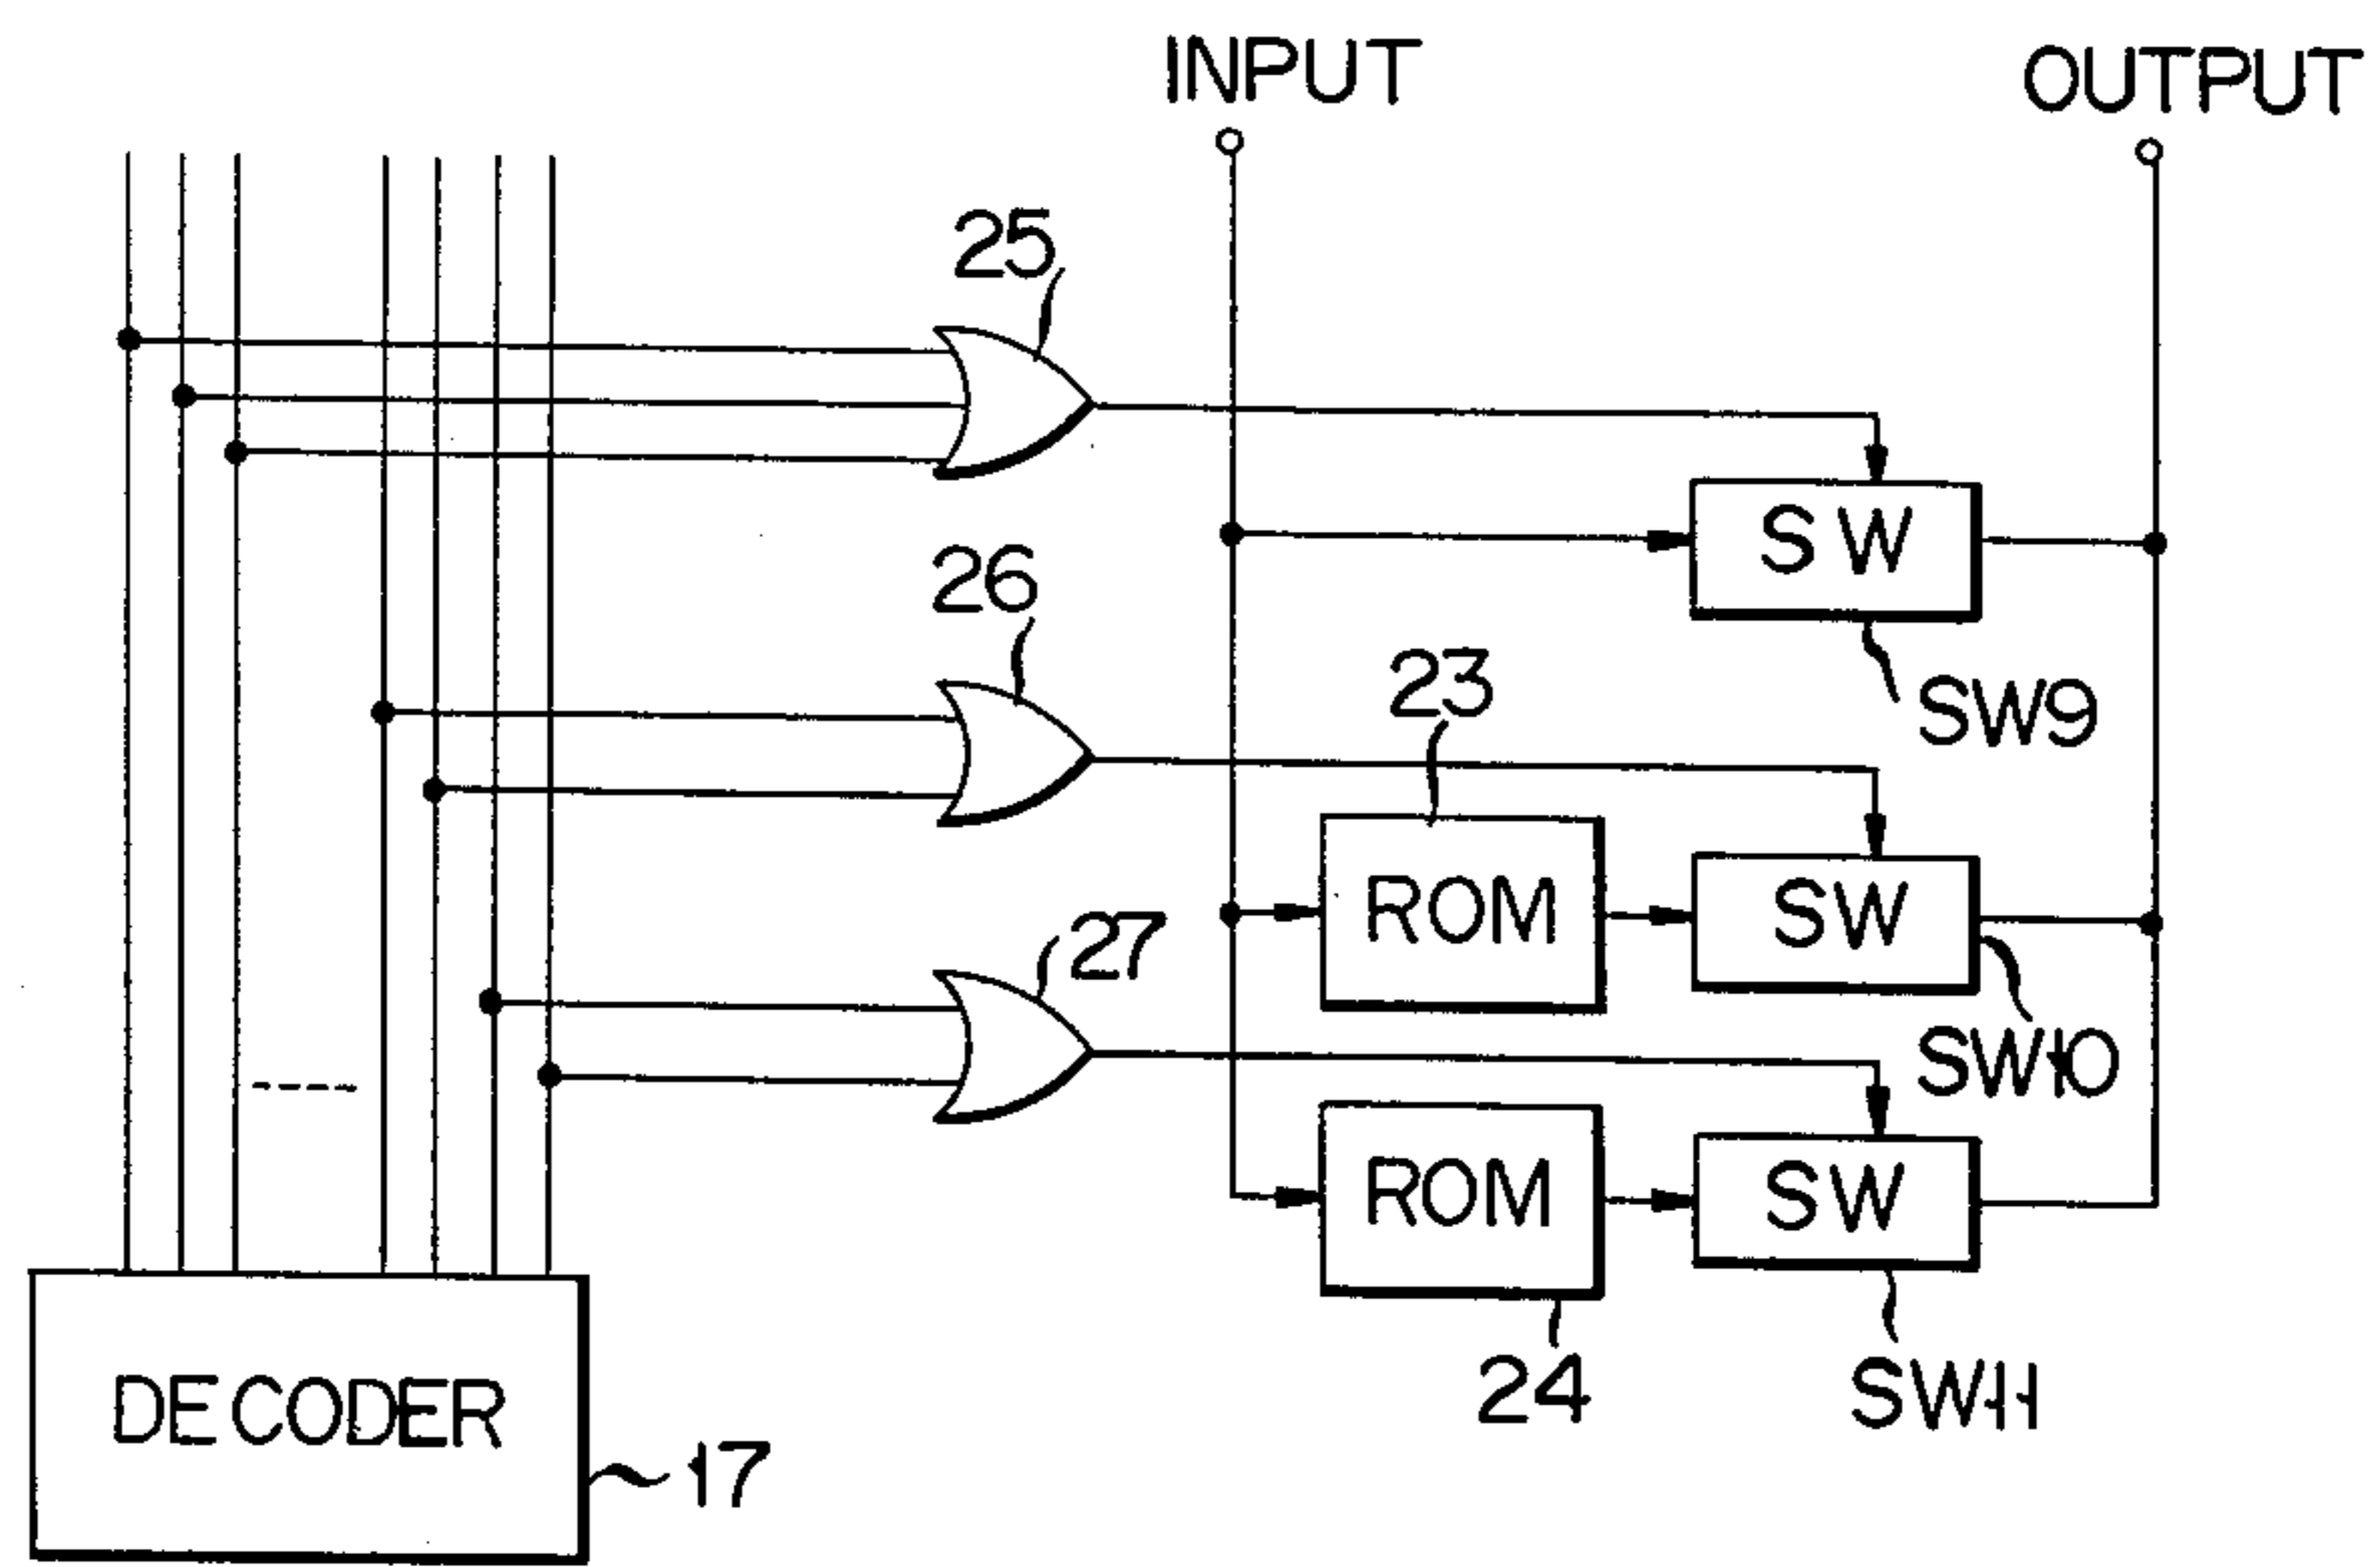 INPUT
OUTPUT
25
26
SW
23
SW9
ROM
SW
27
SW10
ROM
SW
24
SW11
DECODER
17